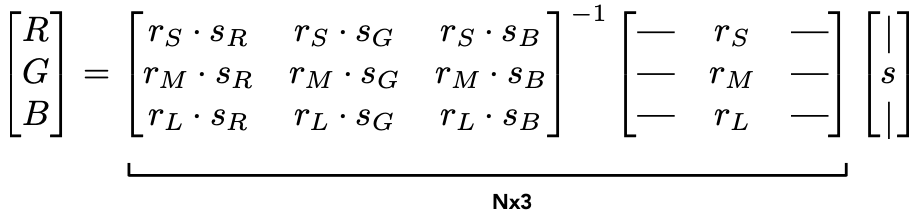 [R] = [r_S · s_R r_S · s_G r_S · s_B]^{-1} [— r_S —] [|]
[G] = [r_M · s_R r_M · s_G r_M · s_B] [— r_M —] [s]
[B] = [r_L · s_R r_L · s_G r_L · s_B] [— r_L —] [|]
Nx3